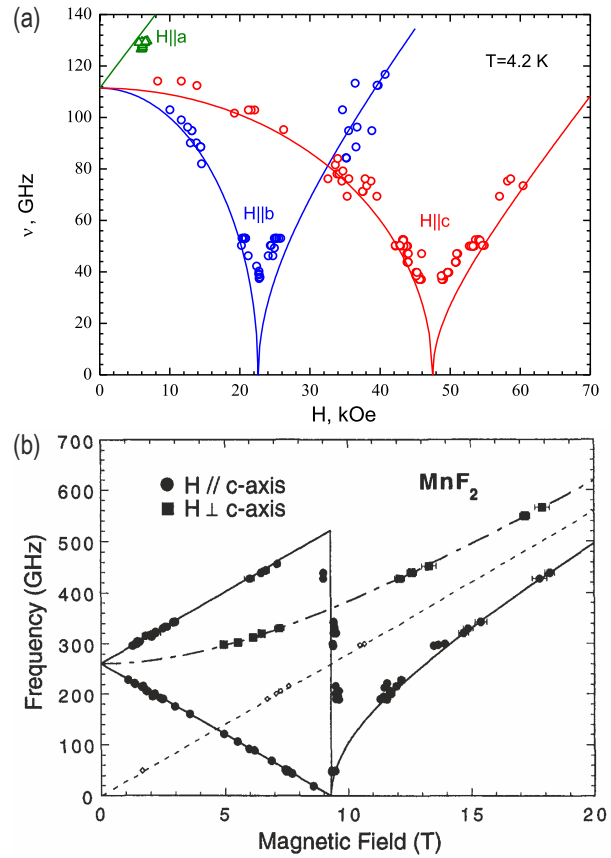 (a)
140
120
100
80
60
40
20
0
ν, GHz
H||a
T=4.2 K
H||b
H||c
0 10 20 30 40 50 60 70
H, kOe
(b)
700
600
500
400
300
200
100
0
Frequency (GHz)
MnF2
H // c-axis
H ⊥ c-axis
0 5 10 15 20
Magnetic Field (T)